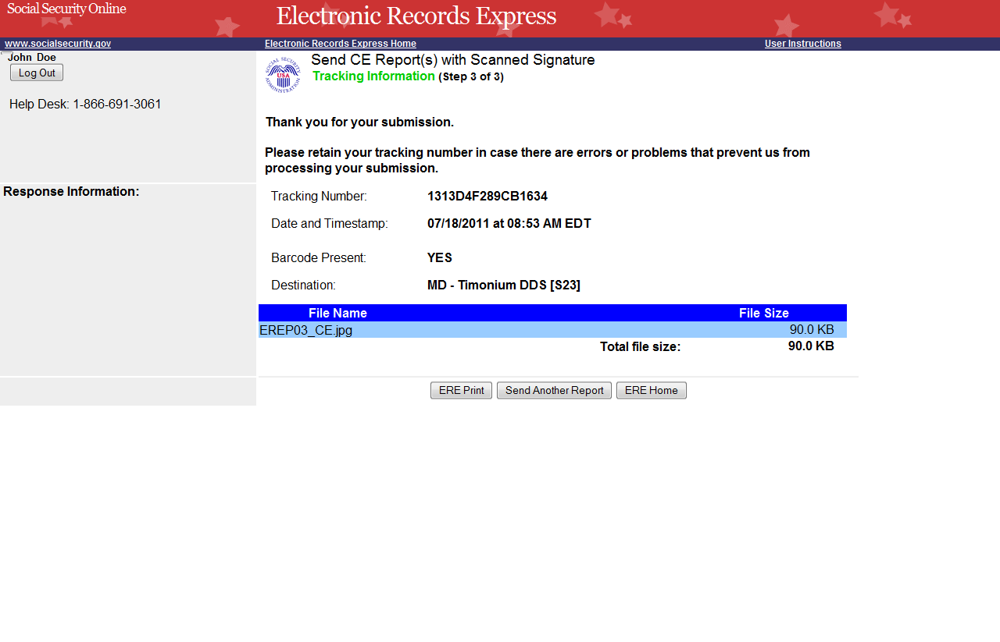 Social Security Online
Electronic Records Express
www.socialsecurity.gov Electronic Records Express Home User Instructions
John Doe
Log Out
Help Desk: 1-866-691-3061
SOCIAL SECURITY ADMINISTRATION
USA
Send CE Report(s) with Scanned Signature
Tracking Information (Step 3 of 3)
Thank you for your submission.
Please retain your tracking number in case there are errors or problems that prevent us from
processing your submission.
Response Information:
Tracking Number: 1313D4F289CB1634
Date and Timestamp: 07/18/2011 at 08:53 AM EDT
Barcode Present: YES
Destination: MD - Timonium DDS [S23]
File Name File Size
EREP03_CE.jpg 90.0 KB
Total file size: 90.0 KB
ERE Print Send Another Report ERE Home